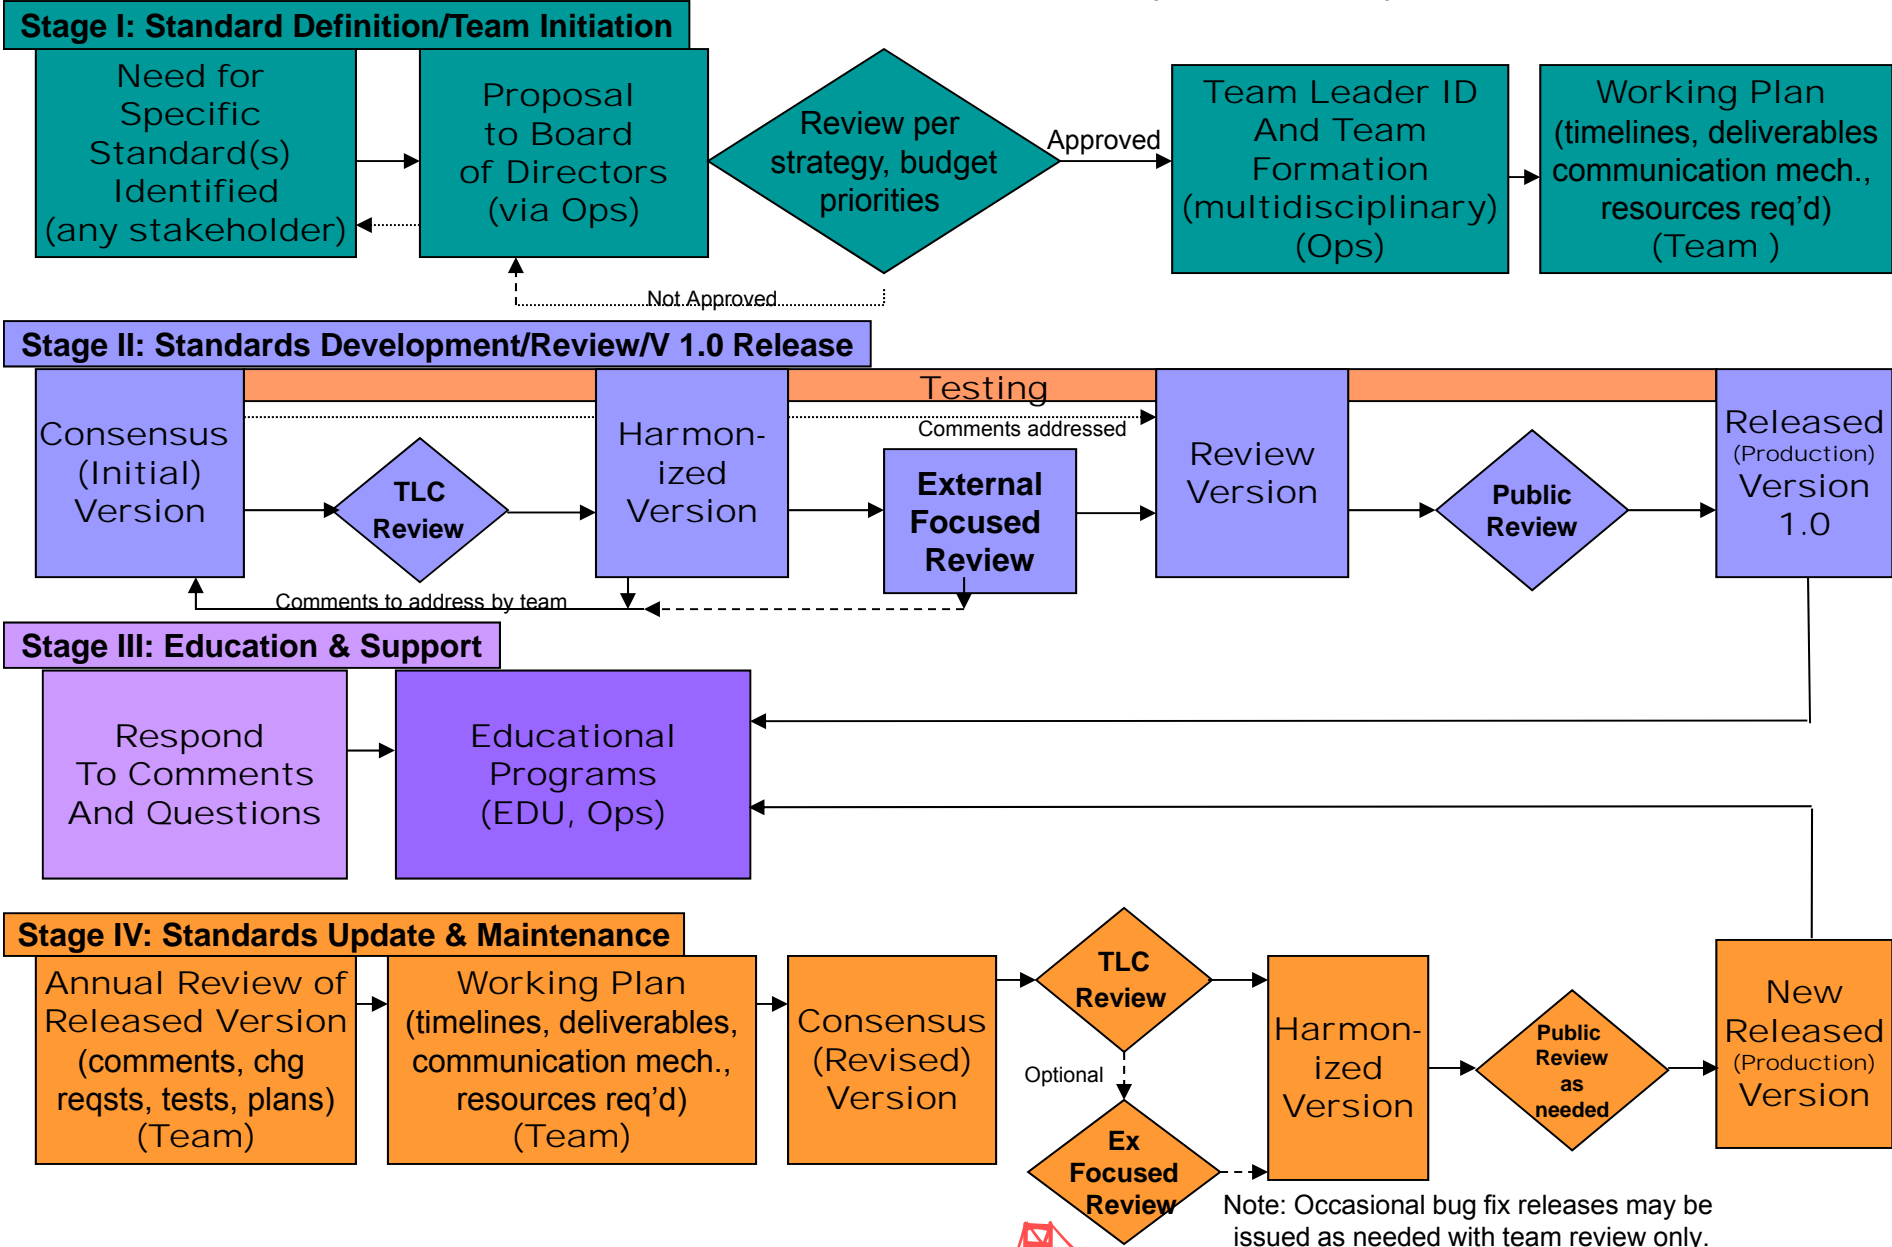 Stage I: Standard Definition/Team Initiation
Need for
Specific
Standard(s)
Identified
(any stakeholder)
Proposal
to Board
of Directors
(via Ops)
Review per
strategy, budget
priorities
Approved
Team Leader ID
And Team
Formation
(multidisciplinary)
(Ops)
Working Plan
(timelines, deliverables
communication mech.,
resources req'd)
(Team )
Not Approved
Stage II: Standards Development/Review/V 1.0 Release
Testing
Consensus
(Initial)
Version
TLC
Review
Harmon-
ized
Version
Comments addressed
External
Focused
Review
Review
Version
Public
Review
Released
(Production)
Version
1.0
Comments to address by team
Stage III: Education & Support
Respond
To Comments
And Questions
Educational
Programs
(EDU, Ops)
Stage IV: Standards Update & Maintenance
Annual Review of
Released Version
(comments, chg
reqsts, tests, plans)
(Team)
Working Plan
(timelines, deliverables,
communication mech.,
resources req'd)
(Team)
Consensus
(Revised)
Version
TLC
Review
Optional
Ex
Focused
Review
Harmon-
ized
Version
Public
Review
as
needed
New
Released
(Production)
Version
Note: Occasional bug fix releases may be
issued as needed with team review only.